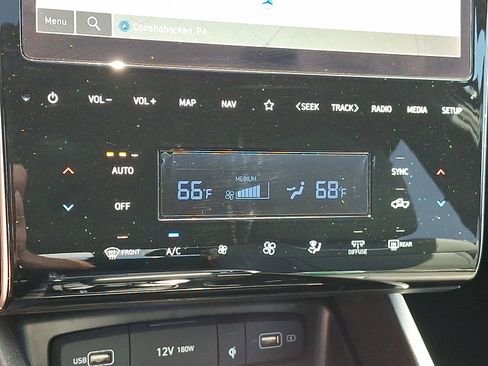 Menu Conshohocken, PA
VOL− VOL+ MAP NAV <SEEK TRACK> RADIO MEDIA SETUP
AUTO MEDIUM SYNC
66°F 68°F
OFF
FRONT A/C DIFFUSE REAR
USB 12V 180W